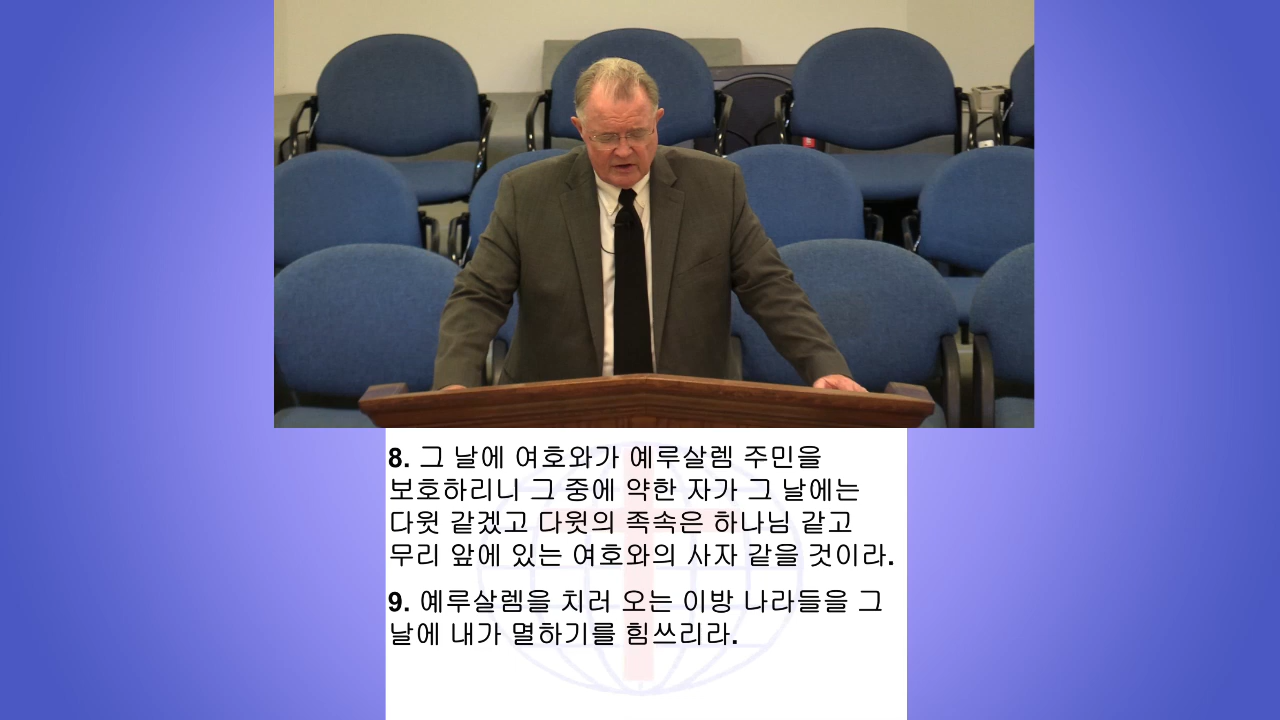 8. 그 날에 여호와가 예루살렘 주민을
보호하리니 그 중에 약한 자가 그 날에는
다윗 같겠고 다윗의 족속은 하나님 같고
무리 앞에 있는 여호와의 사자 같을 것이라.
9. 예루살렘을 치러 오는 이방 나라들을 그
날에 내가 멸하기를 힘쓰리라.